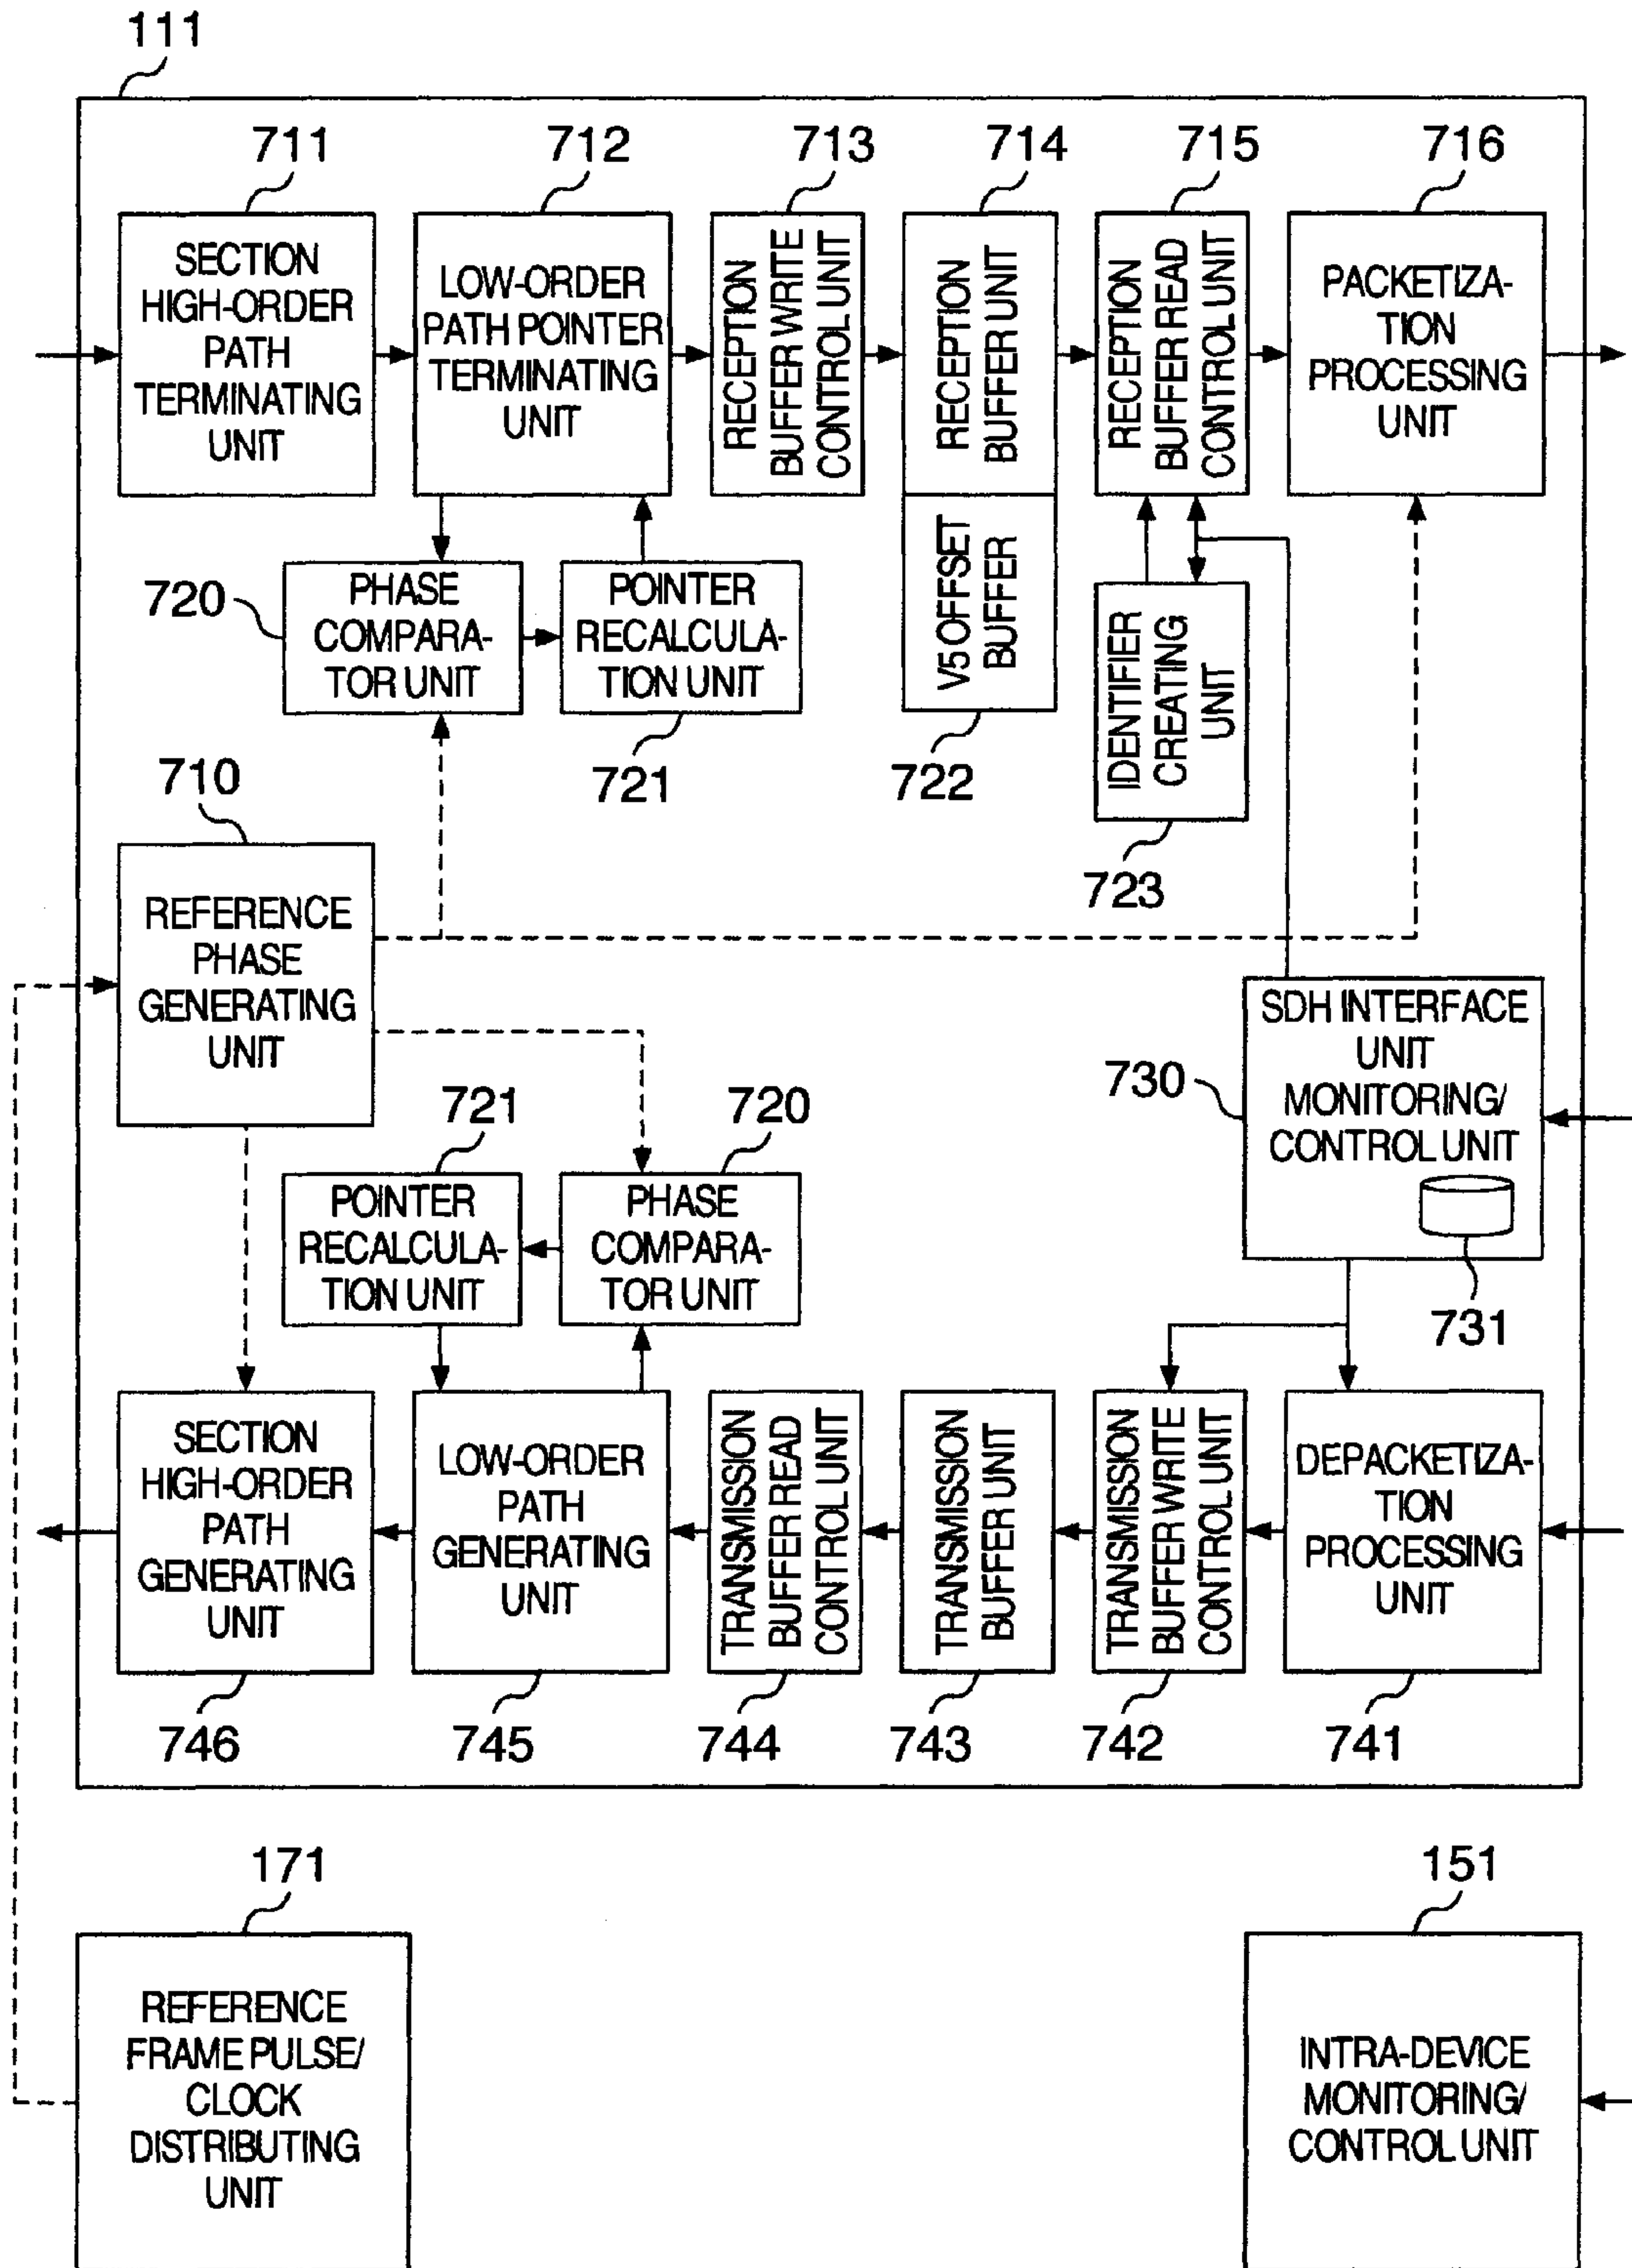 111
711
712
713
714
715
716
SECTION
HIGH-ORDER
PATH
TERMINATING
UNIT
LOW-ORDER
PATH POINTER
TERMINATING
UNIT
RECEPTION
BUFFER WRITE
CONTROL UNIT
RECEPTION
BUFFER UNIT
RECEPTION
BUFFER READ
CONTROL UNIT
PACKETIZA-
TION
PROCESSING
UNIT
720
PHASE
COMPARA-
TOR UNIT
POINTER
RECALCULA-
TION UNIT
721
V5 OFFSET
BUFFER
722
IDENTIFIER
CREATING
UNIT
723
710
REFERENCE
PHASE
GENERATING
UNIT
730
SDH INTERFACE
UNIT
MONITORING/
CONTROL UNIT
731
721
720
POINTER
RECALCULA-
TION UNIT
PHASE
COMPARA-
TOR UNIT
SECTION
HIGH-ORDER
PATH
GENERATING
UNIT
LOW-ORDER
PATH
GENERATING
UNIT
TRANSMISSION
BUFFER READ
CONTROL UNIT
TRANSMISSION
BUFFER UNIT
TRANSMISSION
BUFFER WRITE
CONTROL UNIT
DEPACKETIZA-
TION
PROCESSING
UNIT
746
745
744
743
742
741
171
151
REFERENCE
FRAME PULSE/
CLOCK
DISTRIBUTING
UNIT
INTRA-DEVICE
MONITORING/
CONTROL UNIT